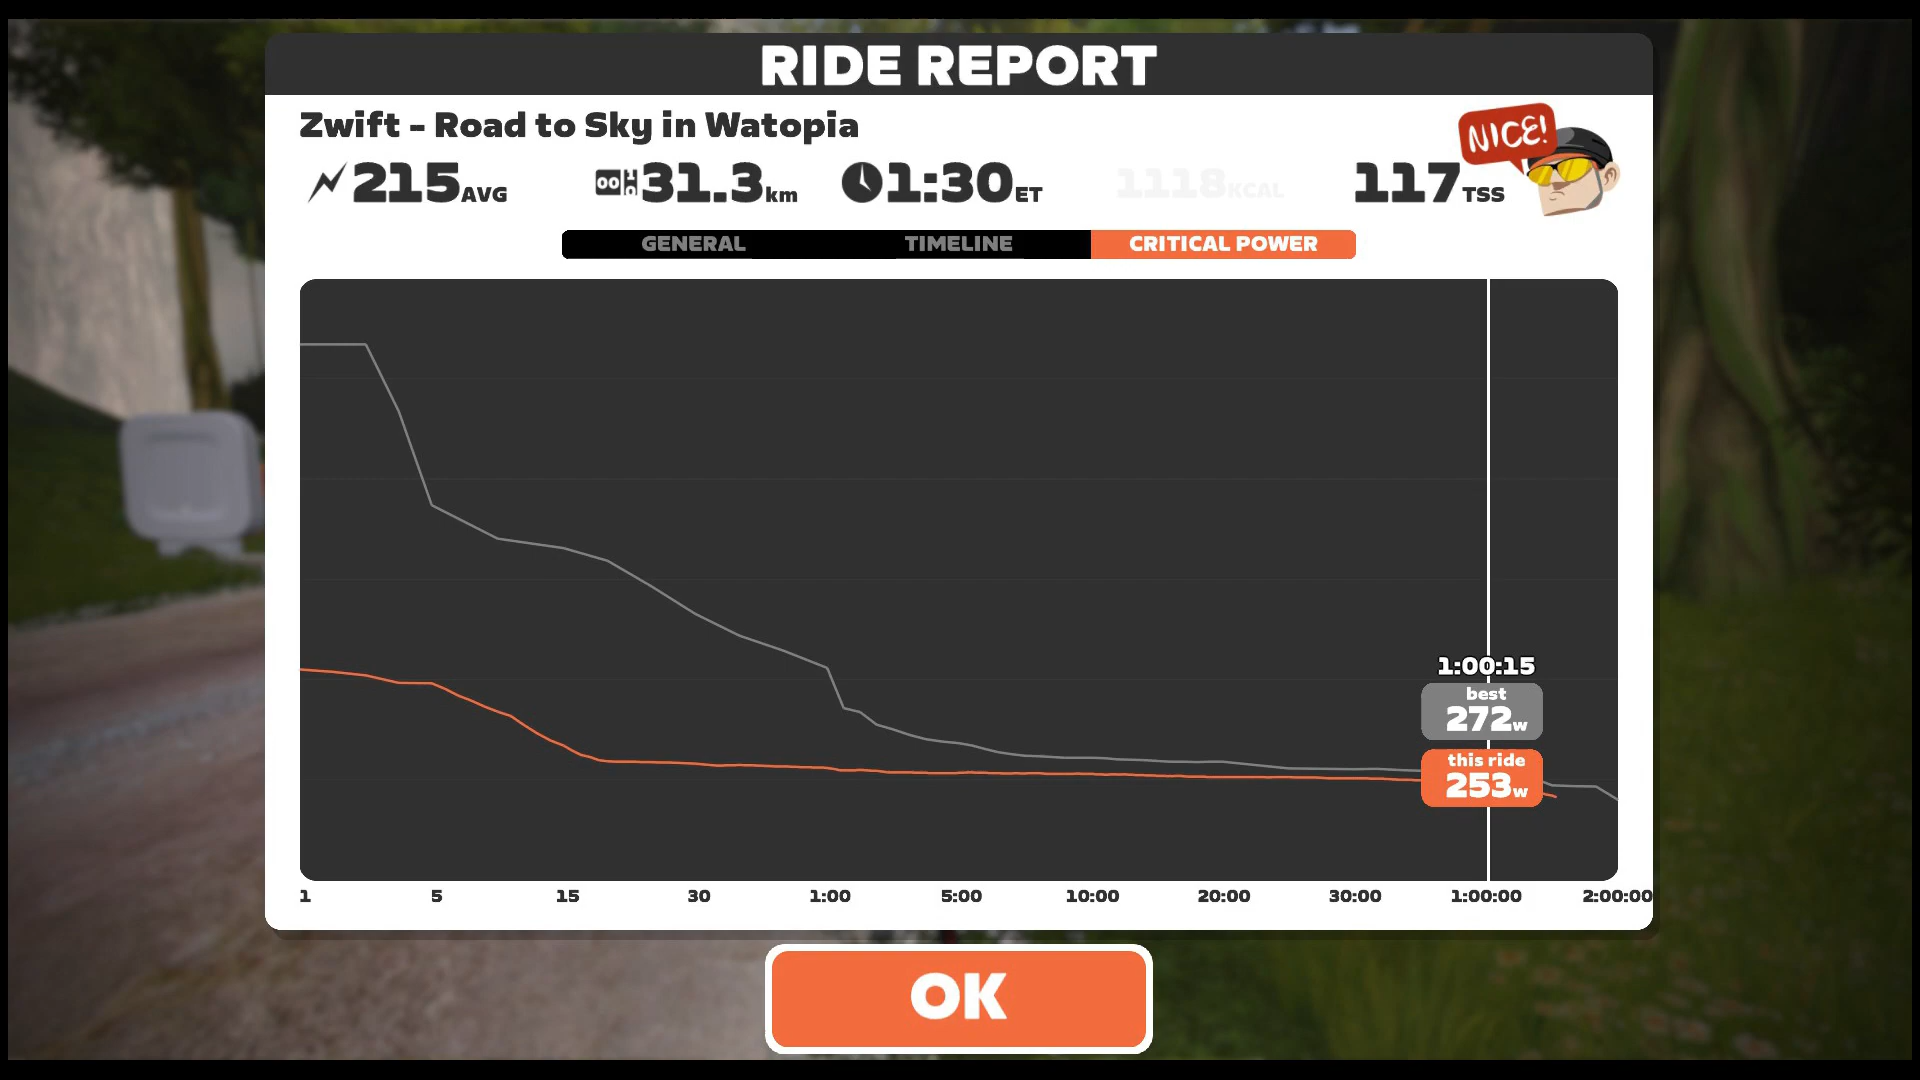 RIDE REPORT
Zwift - Road to Sky in Watopia
NICE!
215AVG 31.3km 1:30ET 1118KCAL 117TSS
GENERAL TIMELINE CRITICAL POWER
1:00:15
best
272w
this ride
253w
1 5 15 30 1:00 5:00 10:00 20:00 30:00 1:00:00 2:00:00
OK